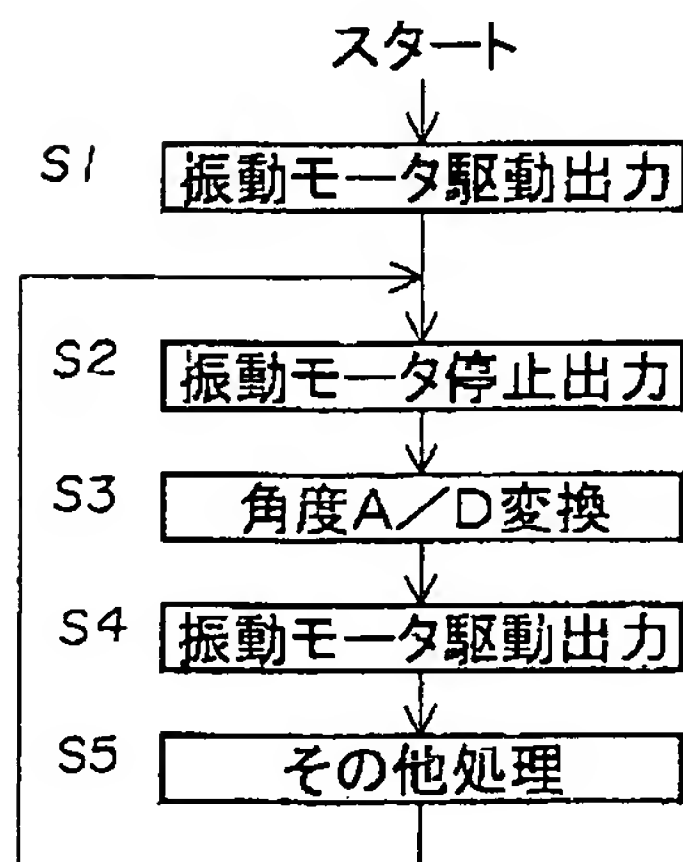 スタート
S1 振動モータ駆動出力
S2 振動モータ停止出力
S3 角度A/D変換
S4 振動モータ駆動出力
S5 その他処理